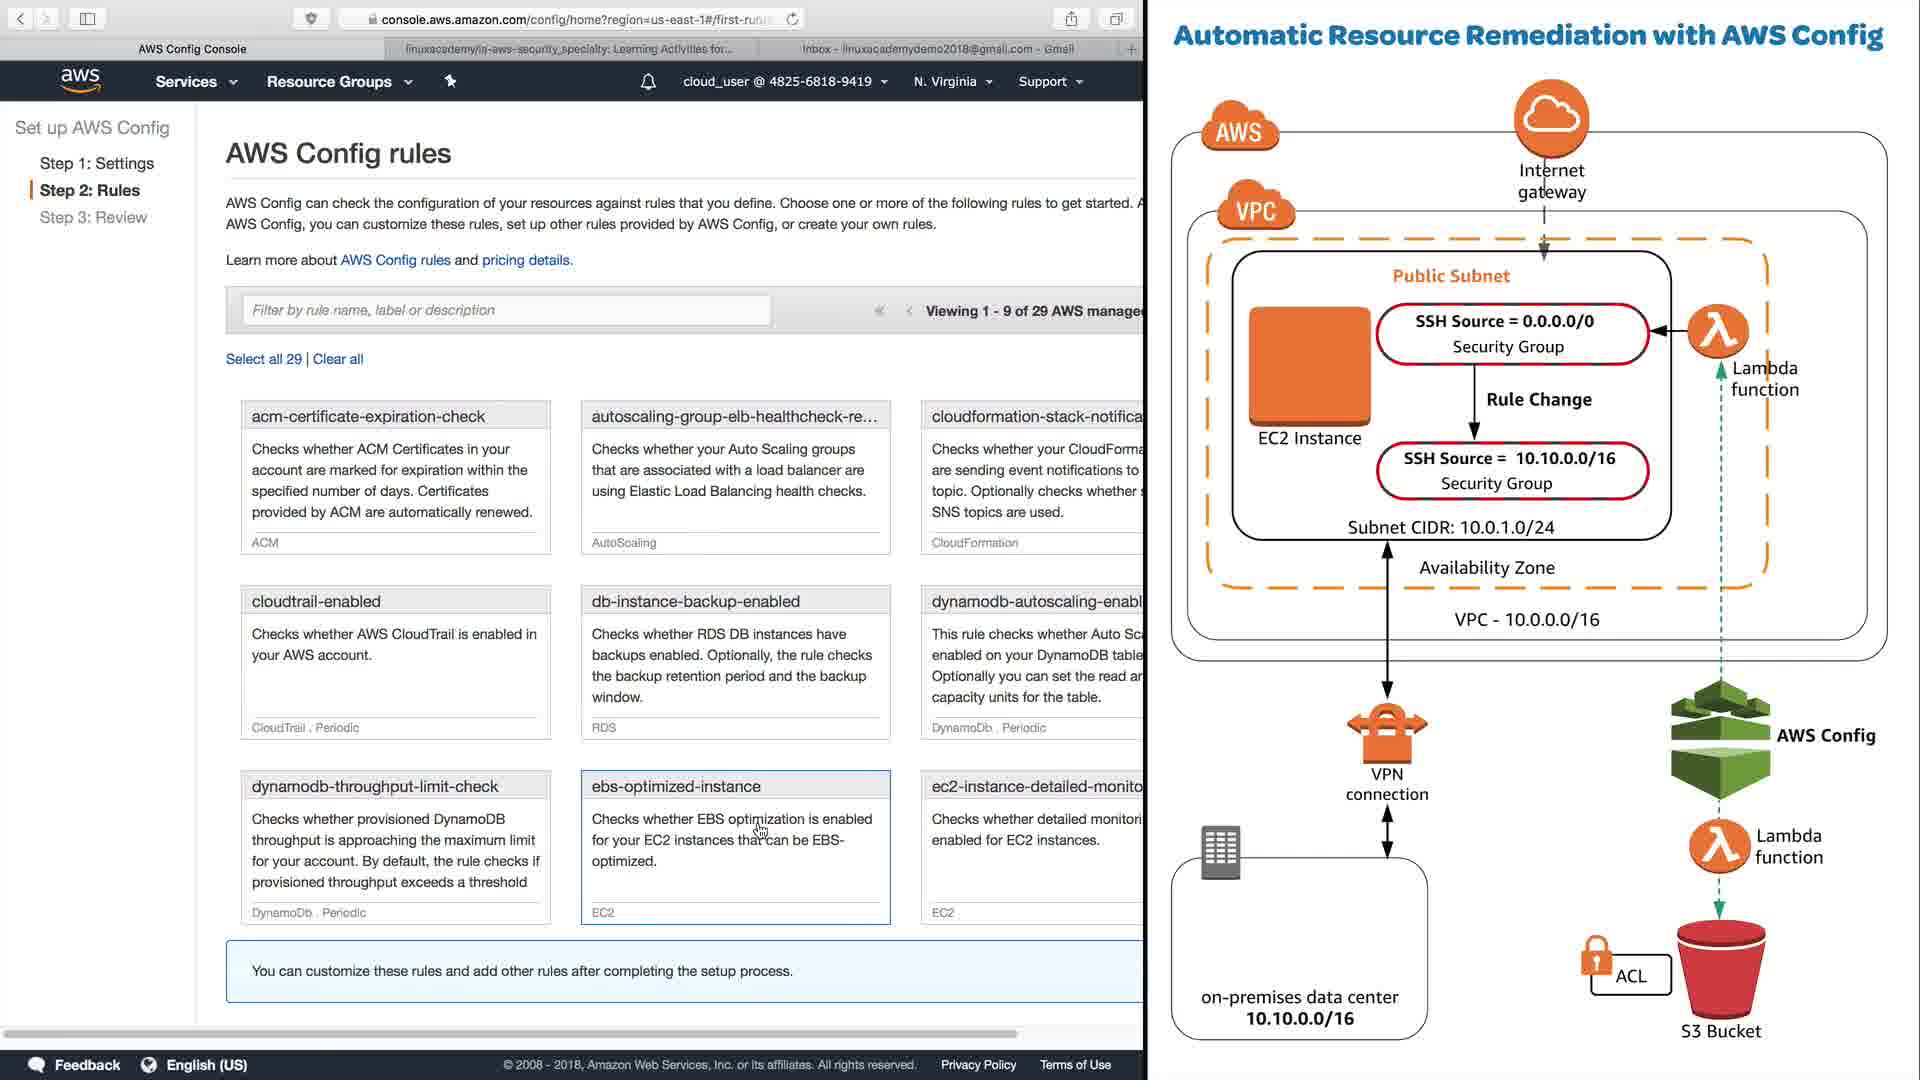 console.aws.amazon.com/config/home?region=us-east-1#/first-run/
AWS Config Console
linuxacademy/la-aws-security_specialty: Learning Activities for...
Inbox - linuxacademydemo2018@gmail.com - Gmail
aws
Services
Resource Groups
cloud_user @ 4825-6818-9419
N. Virginia
Support
Set up AWS Config
Step 1: Settings
Step 2: Rules
Step 3: Review
AWS Config rules
AWS Config can check the configuration of your resources against rules that you define. Choose one or more of the following rules to get started. A
AWS Config, you can customize these rules, set up other rules provided by AWS Config, or create your own rules.
Learn more about AWS Config rules and pricing details.
Filter by rule name, label or description
« ‹ Viewing 1 - 9 of 29 AWS managed
Select all 29 | Clear all
acm-certificate-expiration-check
Checks whether ACM Certificates in your
account are marked for expiration within the
specified number of days. Certificates
provided by ACM are automatically renewed.
ACM
autoscaling-group-elb-healthcheck-re...
Checks whether your Auto Scaling groups
that are associated with a load balancer are
using Elastic Load Balancing health checks.
AutoScaling
cloudformation-stack-notifica
Checks whether your CloudForma
are sending event notifications to
topic. Optionally checks whether s
SNS topics are used.
CloudFormation
cloudtrail-enabled
Checks whether AWS CloudTrail is enabled in
your AWS account.
CloudTrail , Periodic
db-instance-backup-enabled
Checks whether RDS DB instances have
backups enabled. Optionally, the rule checks
the backup retention period and the backup
window.
RDS
dynamodb-autoscaling-enabl
This rule checks whether Auto Sca
enabled on your DynamoDB table
Optionally you can set the read an
capacity units for the table.
DynamoDb , Periodic
dynamodb-throughput-limit-check
Checks whether provisioned DynamoDB
throughput is approaching the maximum limit
for your account. By default, the rule checks if
provisioned throughput exceeds a threshold
DynamoDb , Periodic
ebs-optimized-instance
Checks whether EBS optimization is enabled
for your EC2 instances that can be EBS-
optimized.
EC2
ec2-instance-detailed-monito
Checks whether detailed monitori
enabled for EC2 instances.
EC2
You can customize these rules and add other rules after completing the setup process.
Feedback
English (US)
© 2008 - 2018, Amazon Web Services, Inc. or its affiliates. All rights reserved.
Privacy Policy
Terms of Use
Automatic Resource Remediation with AWS Config
AWS
Internet
gateway
VPC
Public Subnet
SSH Source = 0.0.0.0/0
Security Group
Lambda
function
Rule Change
EC2 Instance
SSH Source = 10.10.0.0/16
Security Group
Subnet CIDR: 10.0.1.0/24
Availability Zone
VPC - 10.0.0.0/16
VPN
connection
AWS Config
Lambda
function
on-premises data center
10.10.0.0/16
ACL
S3 Bucket